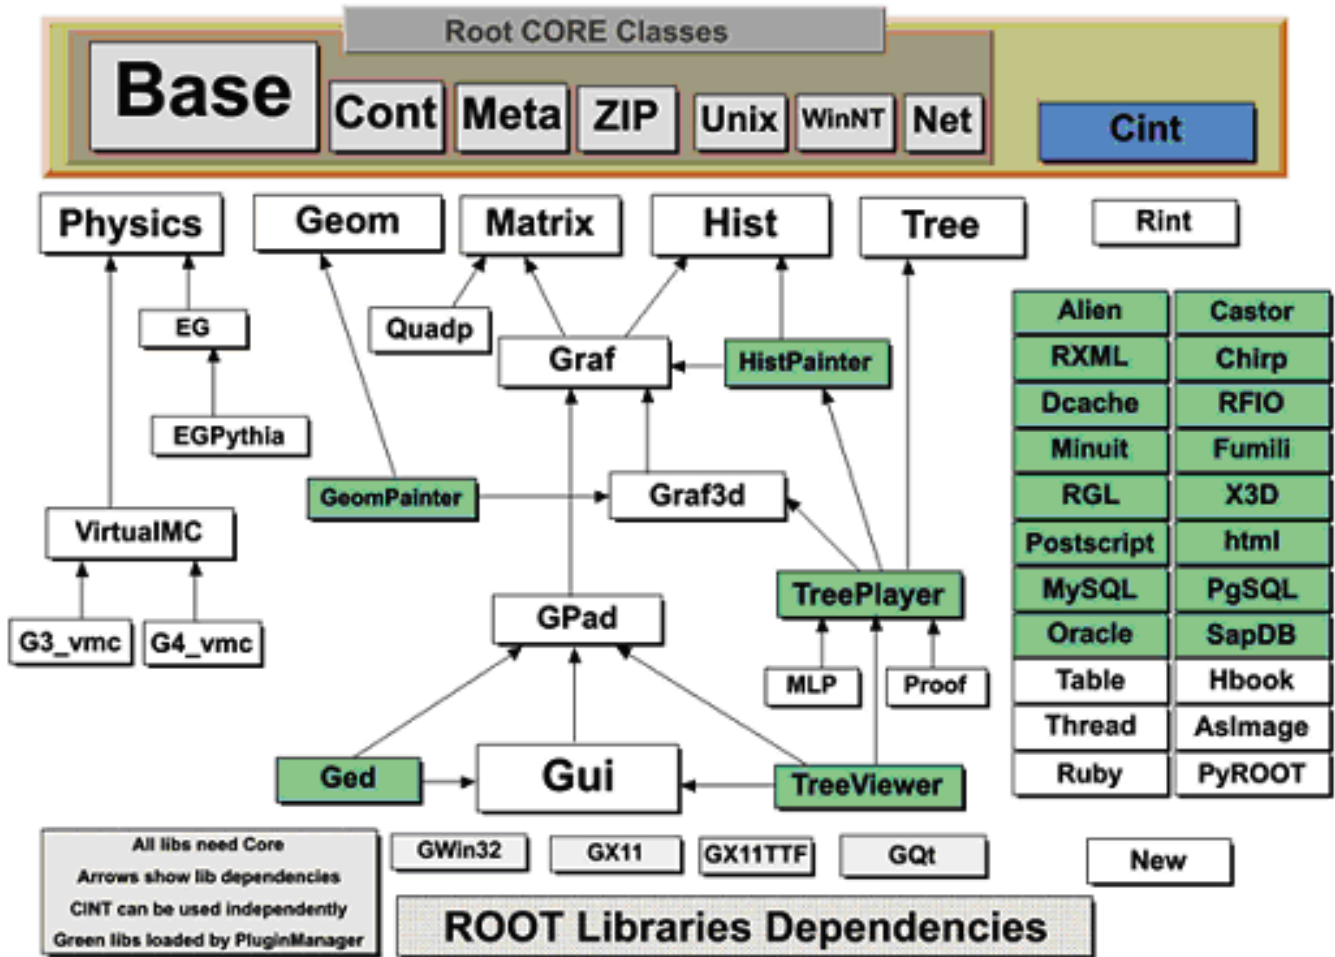 Root CORE Classes
Base
Cont
Meta
ZIP
Unix
WinNT
Net
Cint
Physics
Geom
Matrix
Hist
Tree
Rint
EG
Quadp
Graf
HistPainter
EGPythia
GeomPainter
Graf3d
VirtualMC
TreePlayer
G3_vmc
G4_vmc
GPad
MLP
Proof
Ged
Gui
TreeViewer
Alien
Castor
RXML
Chirp
Dcache
RFIO
Minuit
Fumili
RGL
X3D
Postscript
html
MySQL
PgSQL
Oracle
SapDB
Table
Hbook
Thread
AsImage
Ruby
PyROOT
All libs need Core
Arrows show lib dependencies
CINT can be used independently
Green libs loaded by PluginManager
GWin32
GX11
GX11TTF
GQt
New
ROOT Libraries Dependencies